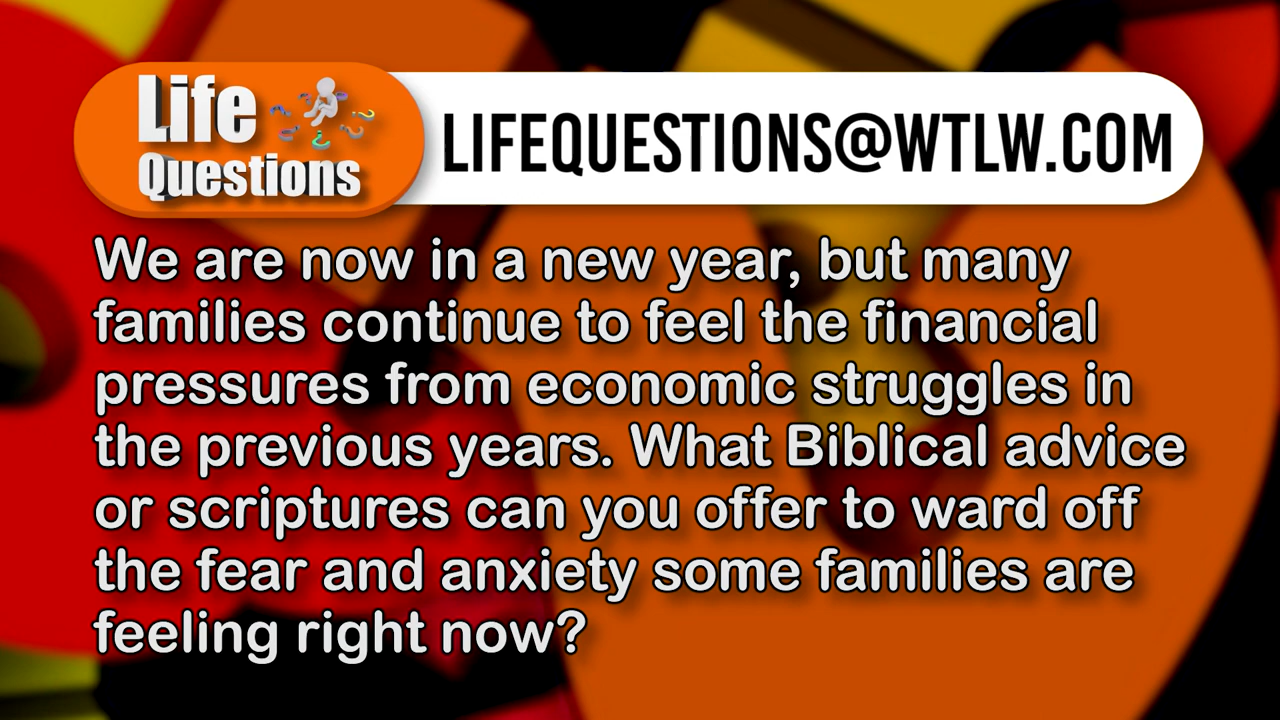 Life
Questions
LIFEQUESTIONS@WTLW.COM
We are now in a new year, but many
families continue to feel the financial
pressures from economic struggles in
the previous years. What Biblical advice
or scriptures can you offer to ward off
the fear and anxiety some families are
feeling right now?